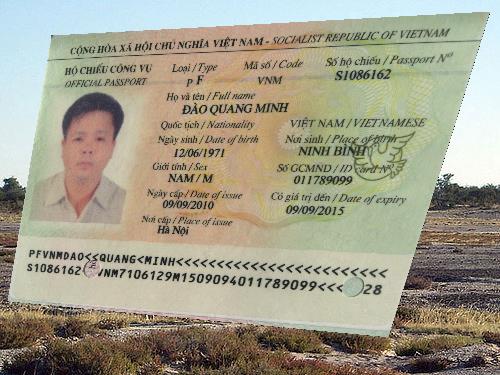 CỘNG HÒA XÃ HỘI CHỦ NGHĨA VIỆT NAM - SOCIALIST REPUBLIC OF VIETNAM
HỘ CHIẾU CÔNG VỤ Loại / Type Mã số / Code Số hộ chiếu / Passport Nº
OFFICIAL PASSPORT P F VNM S1086162
Họ và tên / Full name
ĐÀO QUANG MINH
Quốc tịch / Nationality VIỆT NAM / VIETNAMESE
Ngày sinh / Date of birth Nơi sinh / Place of birth
12/06/1971 NINH BÌNH
Giới tính / Sex Số GCMND / ID card Nº
NAM / M 011789099
Ngày cấp / Date of issue Có giá trị đến / Date of expiry
09/09/2010 09/09/2015
Nơi cấp / Place of issue
Hà Nội
PFVNMDAO<<QUANG<MINH<<<<<<<<<<<<<<<<<<<<<<<<
S1086162 VNM7106129M1509094011789099<<< 28